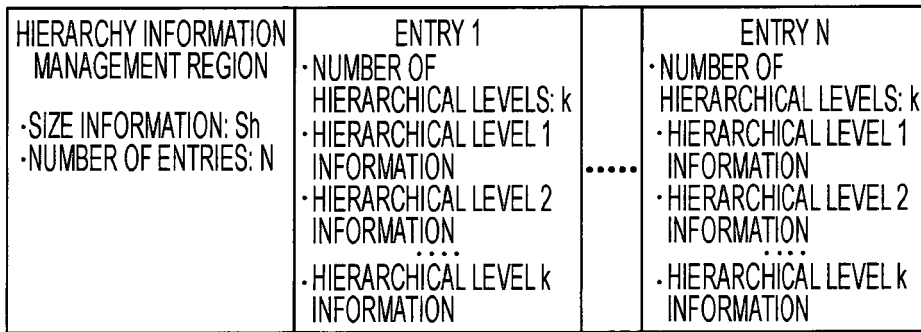 HIERARCHY INFORMATION
MANAGEMENT REGION
·SIZE INFORMATION: Sh
·NUMBER OF ENTRIES: N
ENTRY 1
·NUMBER OF
HIERARCHICAL LEVELS: k
·HIERARCHICAL LEVEL 1
INFORMATION
·HIERARCHICAL LEVEL 2
INFORMATION
····
·HIERARCHICAL LEVEL k
INFORMATION
·····
ENTRY N
·NUMBER OF
HIERARCHICAL LEVELS: k
·HIERARCHICAL LEVEL 1
INFORMATION
·HIERARCHICAL LEVEL 2
INFORMATION
····
·HIERARCHICAL LEVEL k
INFORMATION